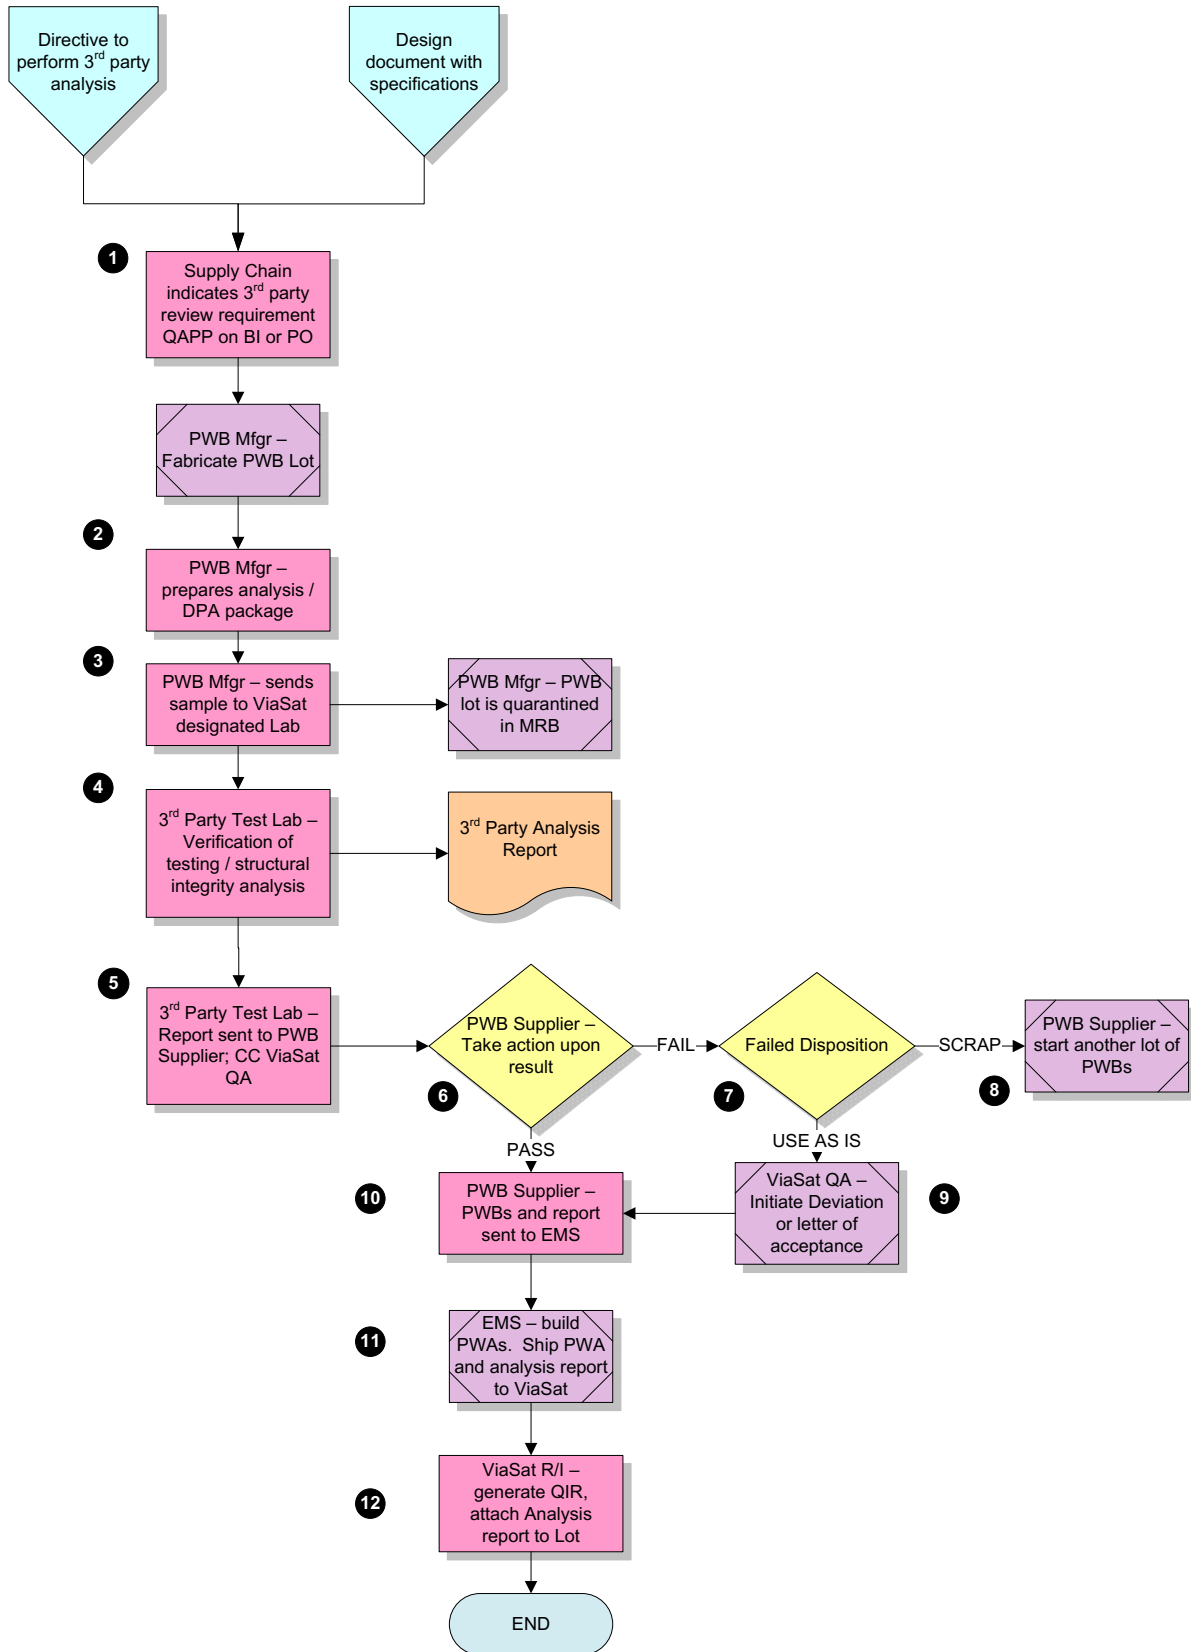 Directive to
perform 3rd party
analysis
Design
document with
specifications
1
Supply Chain
indicates 3rd party
review requirement
QAPP on BI or PO
PWB Mfgr –
Fabricate PWB Lot
2
PWB Mfgr –
prepares analysis /
DPA package
3
PWB Mfgr – sends
sample to ViaSat
designated Lab
PWB Mfgr – PWB
lot is quarantined
in MRB
4
3rd Party Test Lab –
Verification of
testing / structural
integrity analysis
3rd Party Analysis
Report
5
3rd Party Test Lab –
Report sent to PWB
Supplier; CC ViaSat
QA
PWB Supplier –
Take action upon
result
6
FAIL
Failed Disposition
7
SCRAP
PWB Supplier –
start another lot of
PWBs
8
PASS
USE AS IS
ViaSat QA –
Initiate Deviation
or letter of
acceptance
9
10
PWB Supplier –
PWBs and report
sent to EMS
11
EMS – build
PWAs.  Ship PWA
and analysis report
to ViaSat
12
ViaSat R/I –
generate QIR,
attach Analysis
report to Lot
END